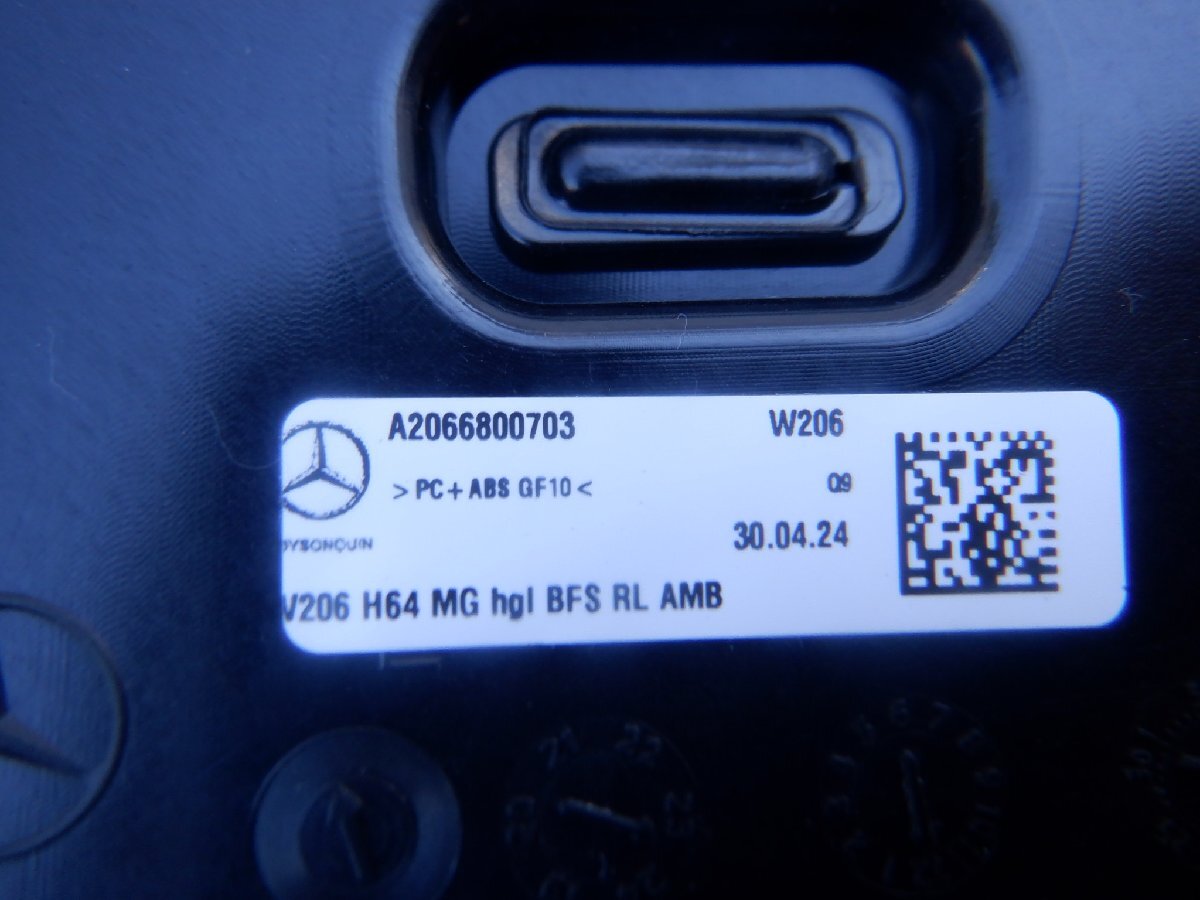 A2066800703 W206
>PC+ABS GF10< Q9
30.04.24
W206 H64 MG hgl BFS RL AMB